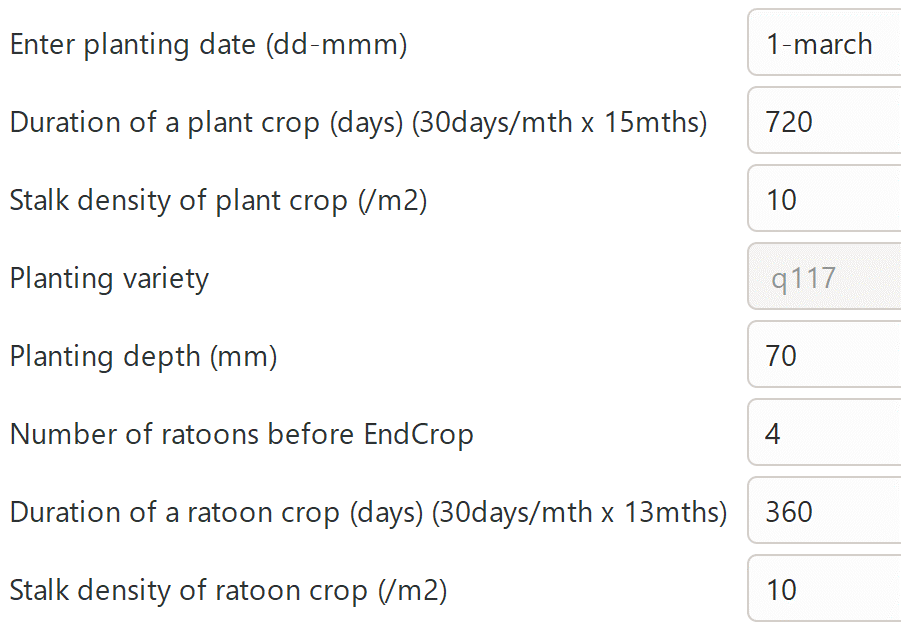 Enter planting date (dd-mmm) 1-march
Duration of a plant crop (days) (30days/mth x 15mths) 720
Stalk density of plant crop (/m2) 10
Planting variety q117
Planting depth (mm) 70
Number of ratoons before EndCrop 4
Duration of a ratoon crop (days) (30days/mth x 13mths) 360
Stalk density of ratoon crop (/m2) 10